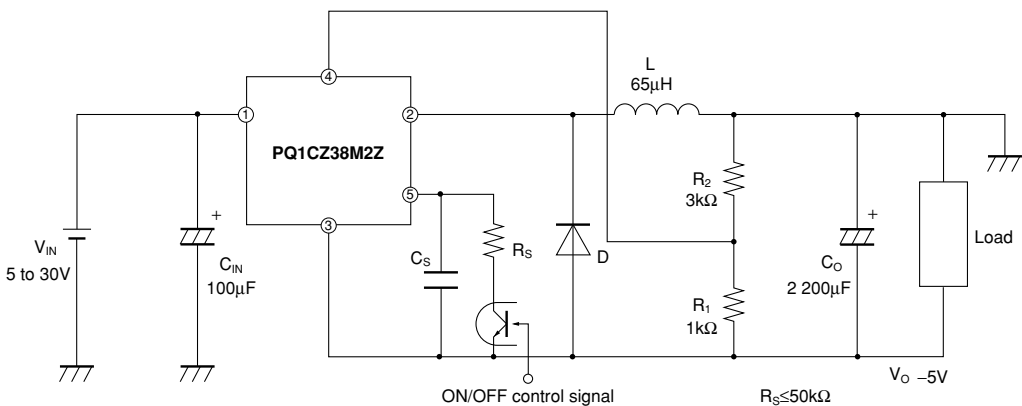 ④
L
65µH
①
②
PQ1CZ38M2Z
⑤
③
R₂
3kΩ
+
VIN
5 to 30V
CIN
100µF
CS
RS
D
R₁
1kΩ
+
CO
2 200µF
Load
ON/OFF control signal
RS≤50kΩ
VO −5V